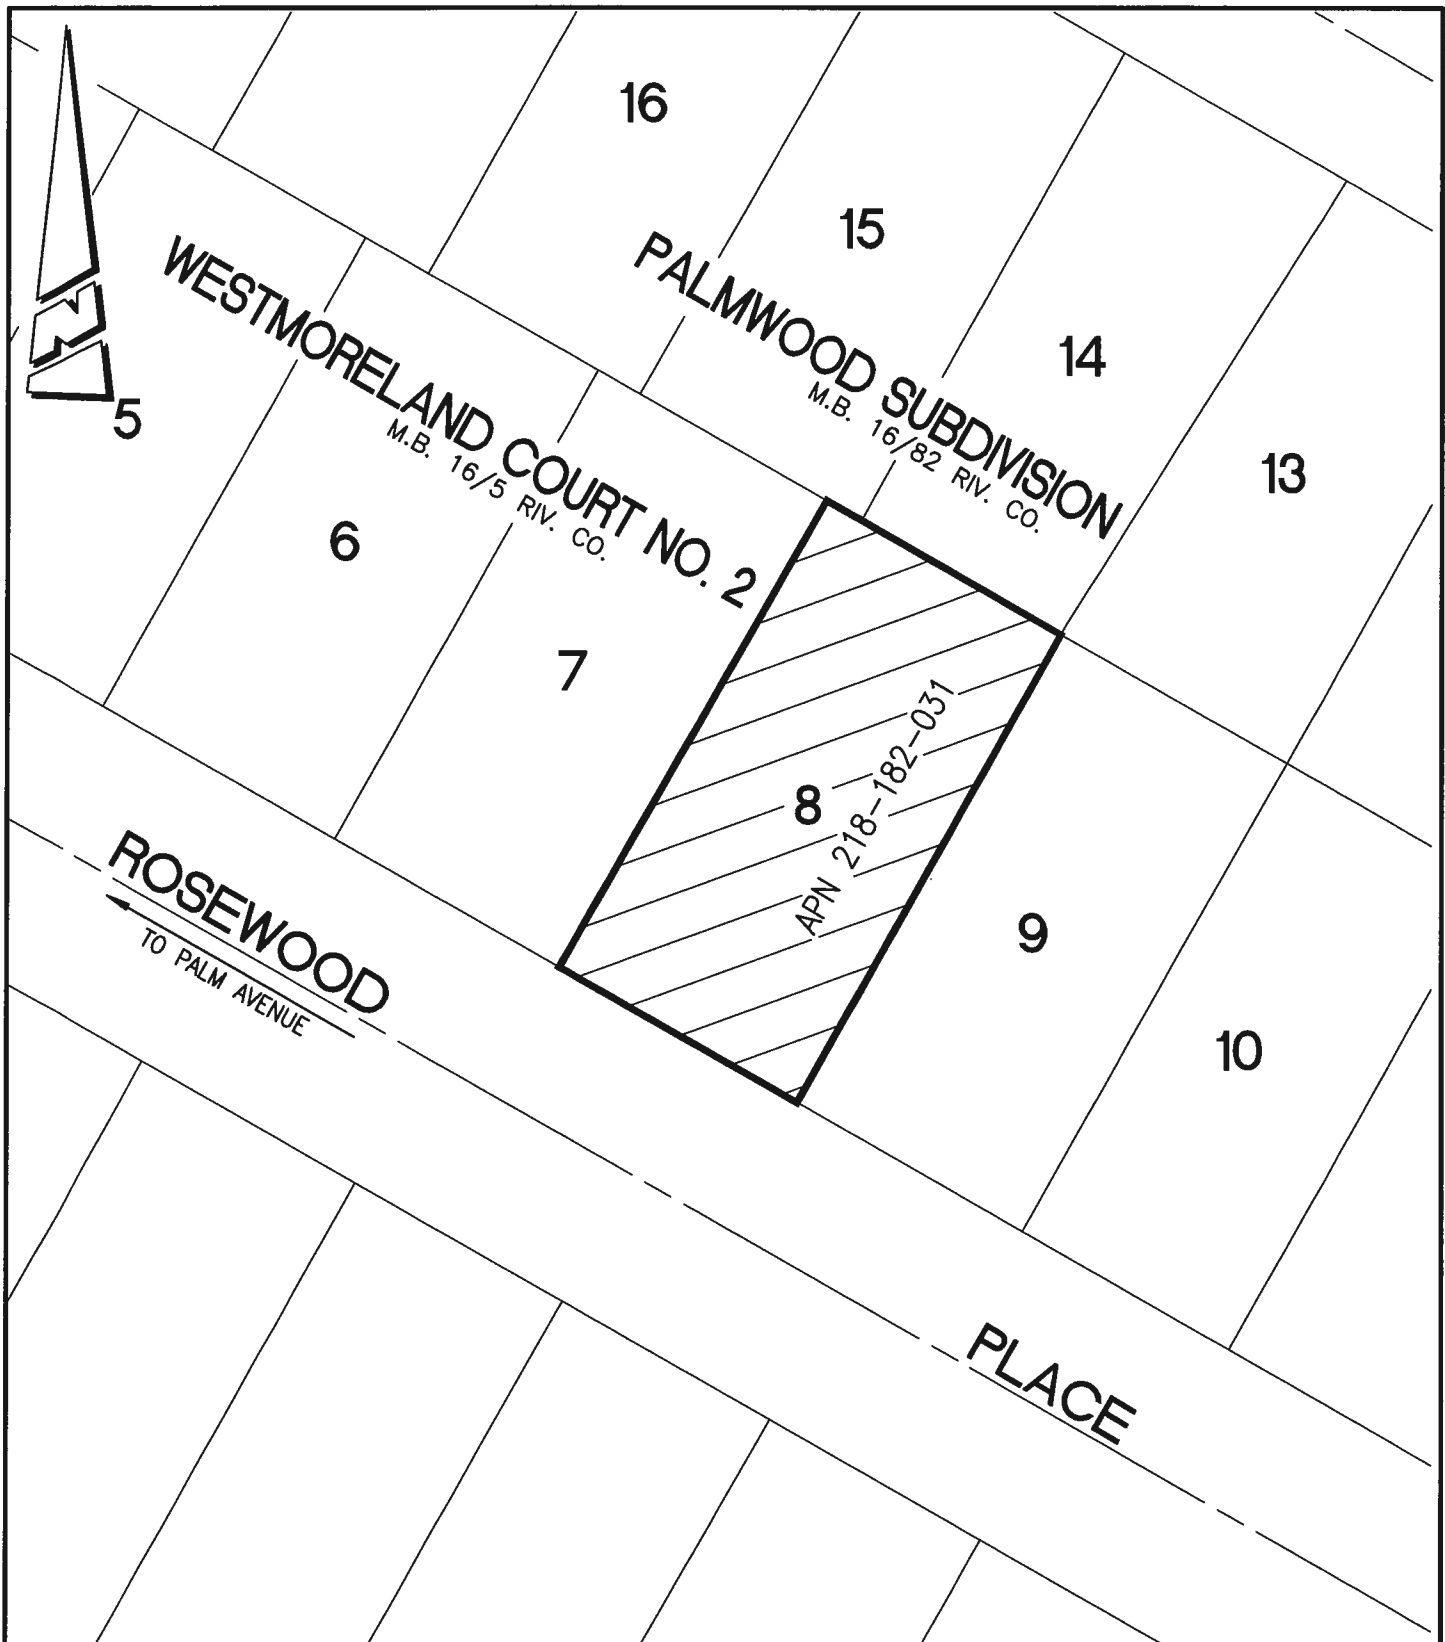 16
15
14
13
PALMWOOD SUBDIVISION
M.B. 16/82 RIV. CO.
N
WESTMORELAND COURT NO. 2
M.B. 16/5 RIV. CO.
5
6
7
8
APN 218-182-031
9
10
ROSEWOOD
TO PALM AVENUE
PLACE